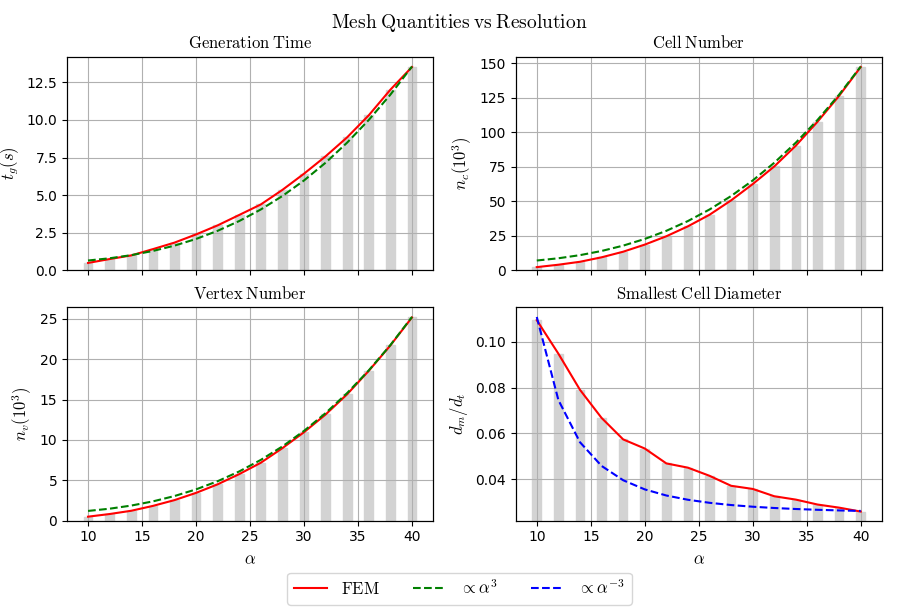 Mesh Quantities vs Resolution
Generation Time
Cell Number
t_g(s)
12.5
10.0
7.5
5.0
2.5
0.0
n_c(10^3)
150
125
100
75
50
25
0
Vertex Number
Smallest Cell Diameter
n_v(10^3)
25
20
15
10
5
0
10 15 20 25 30 35 40
α
d_m/d_t
0.10
0.08
0.06
0.04
10 15 20 25 30 35 40
α
FEM ∝ α^3 ∝ α^{-3}